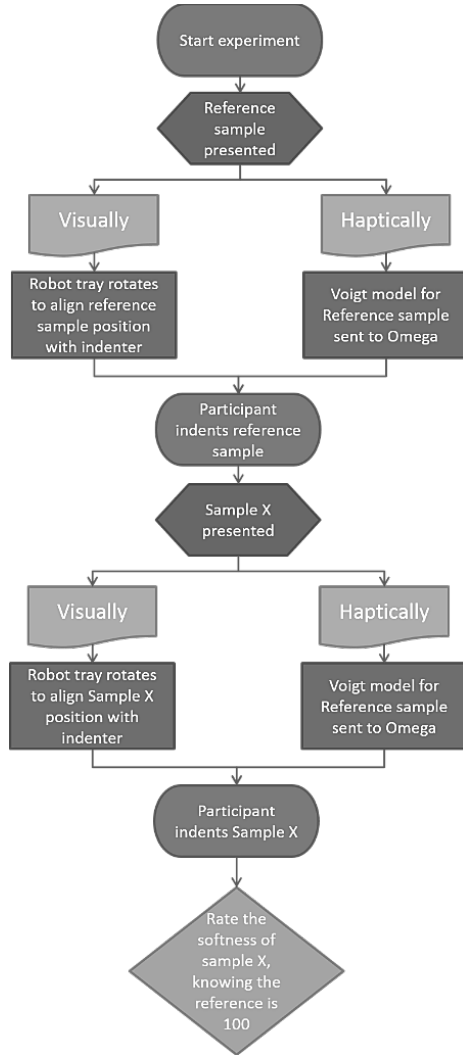 Start experiment
Reference
sample
presented
Visually
Haptically
Robot tray rotates
to align reference
sample position
with indenter
Voigt model for
Reference sample
sent to Omega
Participant
indents reference
sample
Sample X
presented
Visually
Haptically
Robot tray rotates
to align Sample X
position with
indenter
Voigt model for
Reference sample
sent to Omega
Participant
indents Sample X
Rate the
softness of
sample X,
knowing the
reference is
100